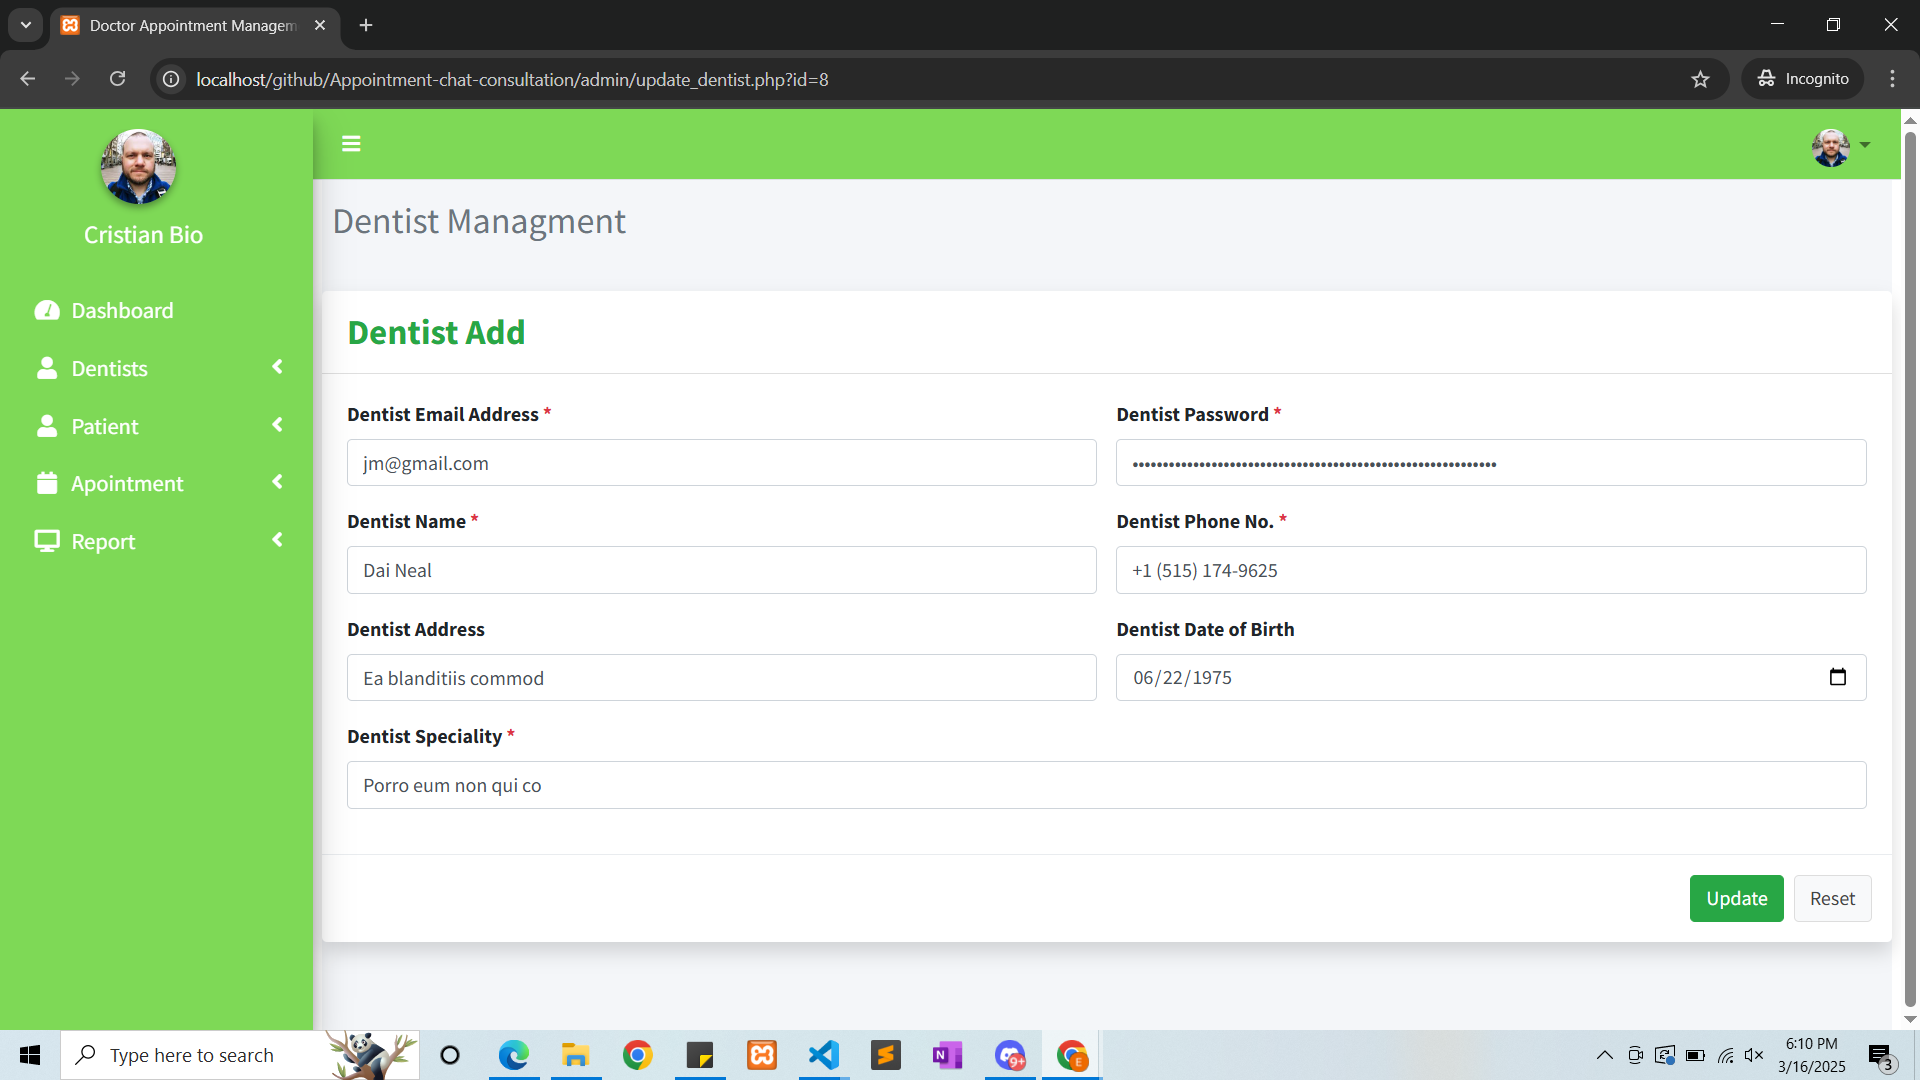 Doctor Appointment Managem
localhost/github/Appointment-chat-consultation/admin/update_dentist.php?id=8
Incognito
Cristian Bio
Dashboard
Dentists
Patient
Apointment
Report
Dentist Managment
Dentist Add
Dentist Email Address *
Dentist Password *
jm@gmail.com
••••••••••••••••••••••••••••••••••••••••••••••••••••••••••••
Dentist Name *
Dentist Phone No. *
Dai Neal
+1 (515) 174-9625
Dentist Address
Dentist Date of Birth
Ea blanditiis commod
06/22/1975
Dentist Speciality *
Porro eum non qui co
Update
Reset
Type here to search
N
9+
E
6:10 PM
3/16/2025
3